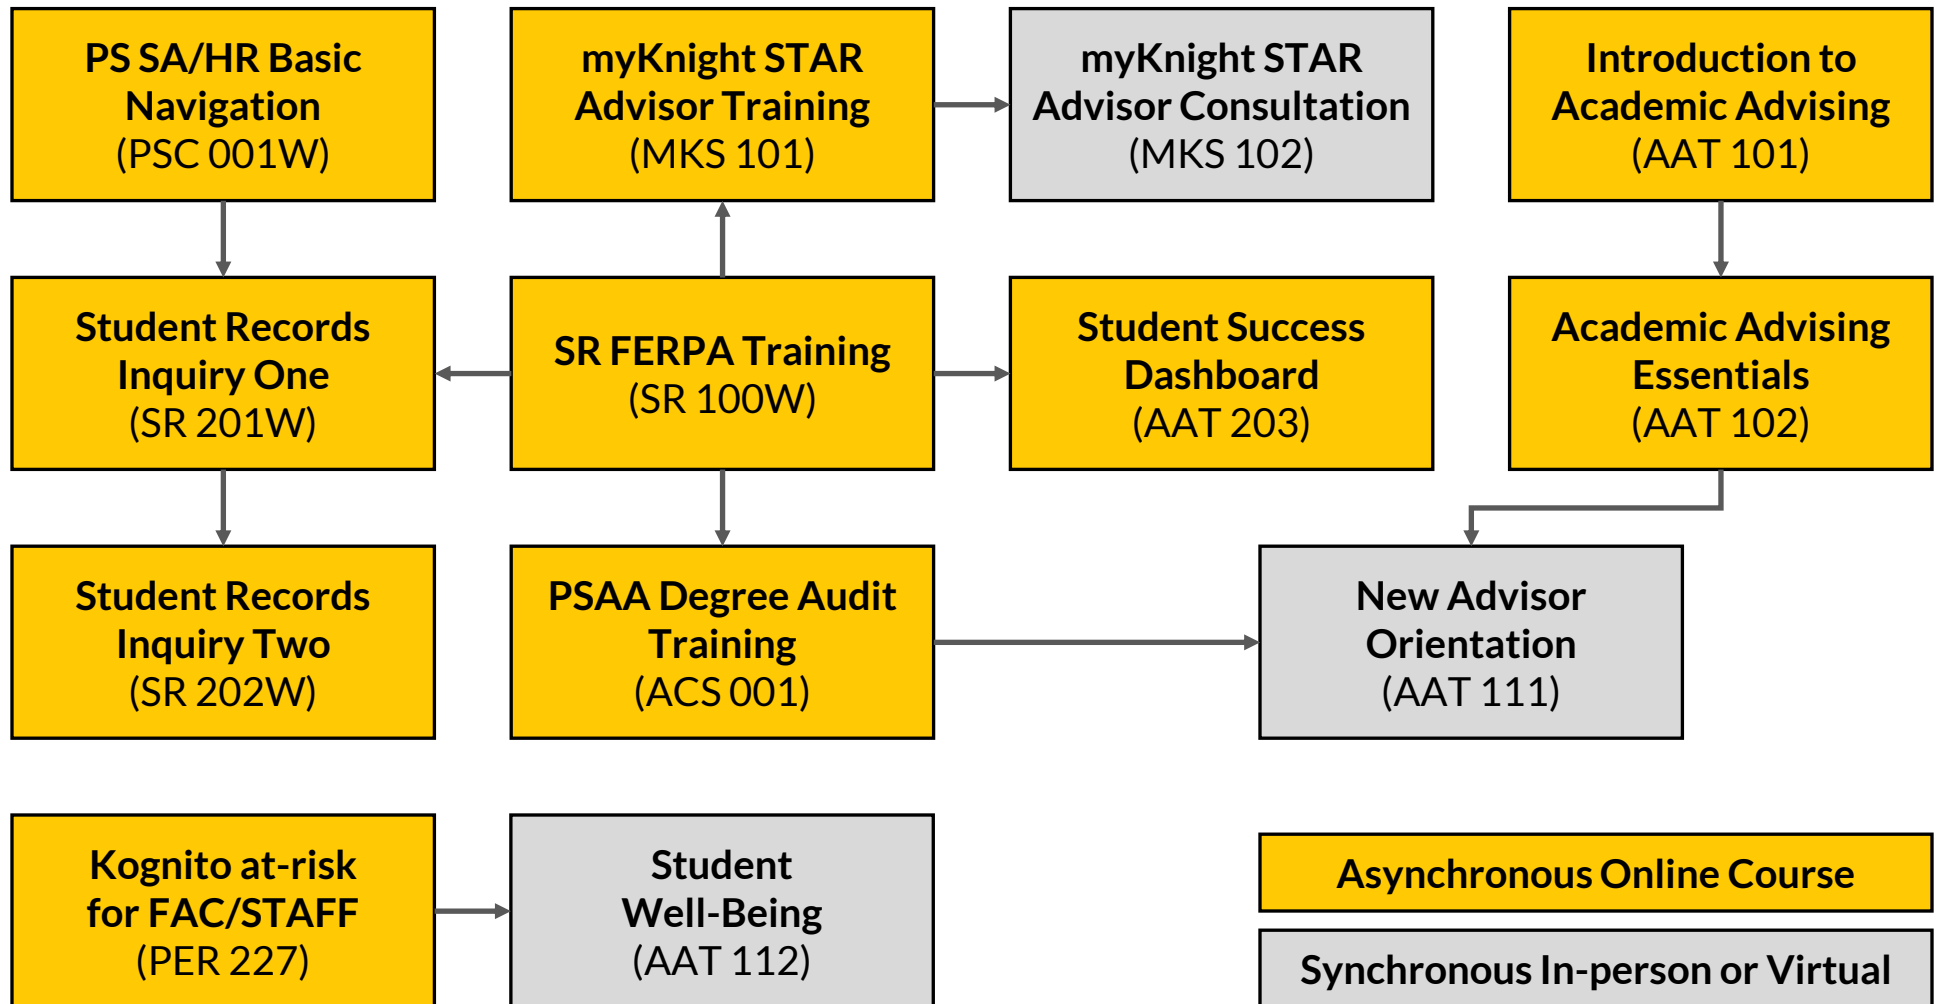 PS SA/HR Basic
Navigation
(PSC 001W)
myKnight STAR
Advisor Training
(MKS 101)
myKnight STAR
Advisor Consultation
(MKS 102)
Introduction to
Academic Advising
(AAT 101)
Student Records
Inquiry One
(SR 201W)
SR FERPA Training
(SR 100W)
Student Success
Dashboard
(AAT 203)
Academic Advising
Essentials
(AAT 102)
Student Records
Inquiry Two
(SR 202W)
PSAA Degree Audit
Training
(ACS 001)
New Advisor
Orientation
(AAT 111)
Kognito at-risk
for FAC/STAFF
(PER 227)
Student
Well-Being
(AAT 112)
Asynchronous Online Course
Synchronous In-person or Virtual